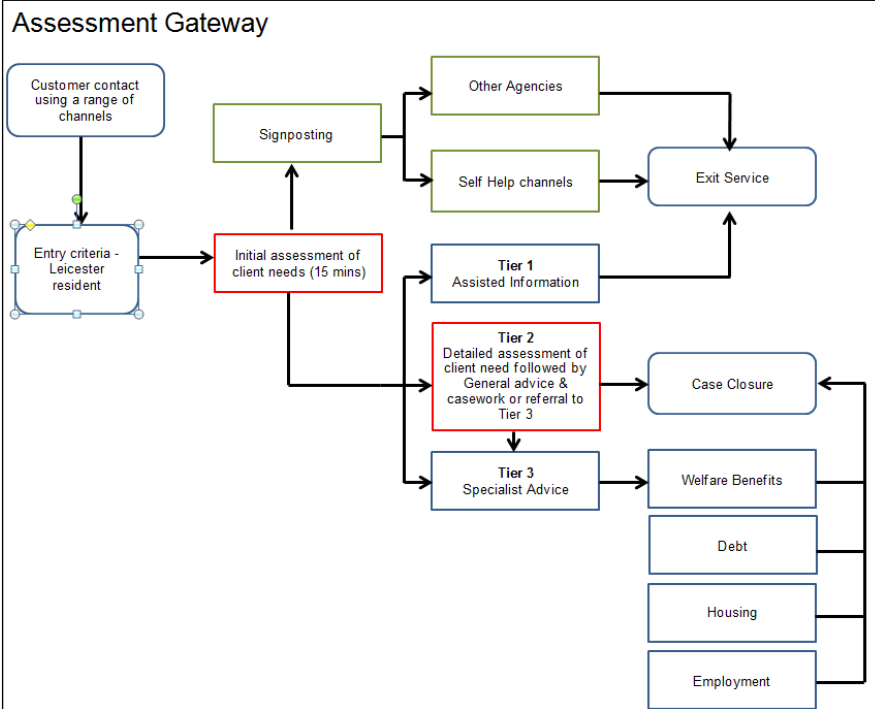 Assessment Gateway
Customer contact
using a range of
channels
Entry criteria -
Leicester
resident
Initial assessment of
client needs (15 mins)
Signposting
Other Agencies
Self Help channels
Exit Service
Tier 1
Assisted Information
Tier 2
Detailed assessment of
client need followed by
General advice &
casework or referral to
Tier 3
Case Closure
Tier 3
Specialist Advice
Welfare Benefits
Debt
Housing
Employment